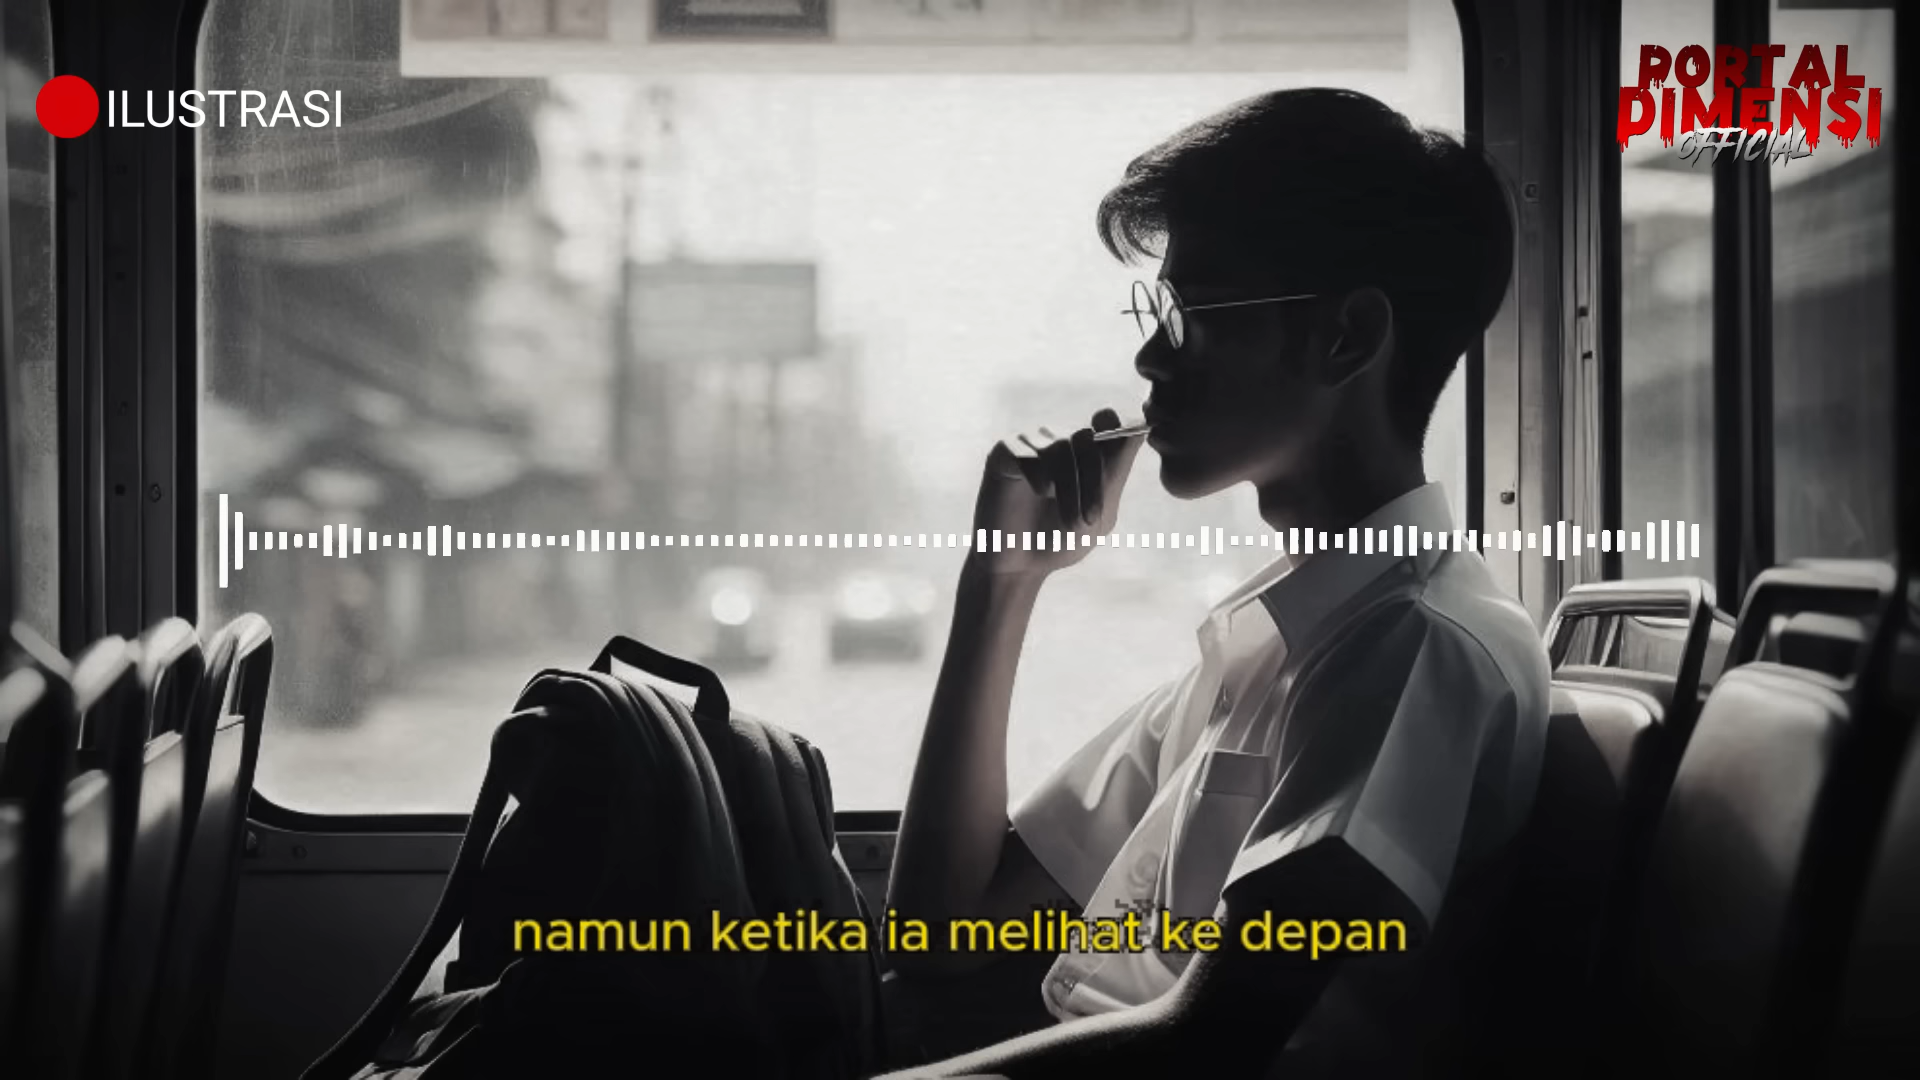 ILUSTRASI
PORTAL
DIMENSI
OFFICIAL
namun ketika ia melihat ke depan